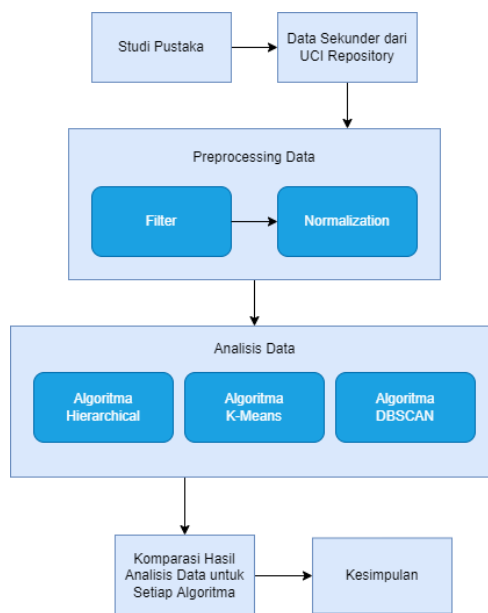 Studi Pustaka
Data Sekunder dari
UCI Repository
Preprocessing Data
Filter
Normalization
Analisis Data
Algoritma
Hierarchical
Algoritma
K-Means
Algoritma
DBSCAN
Komparasi Hasil
Analisis Data untuk
Setiap Algoritma
Kesimpulan